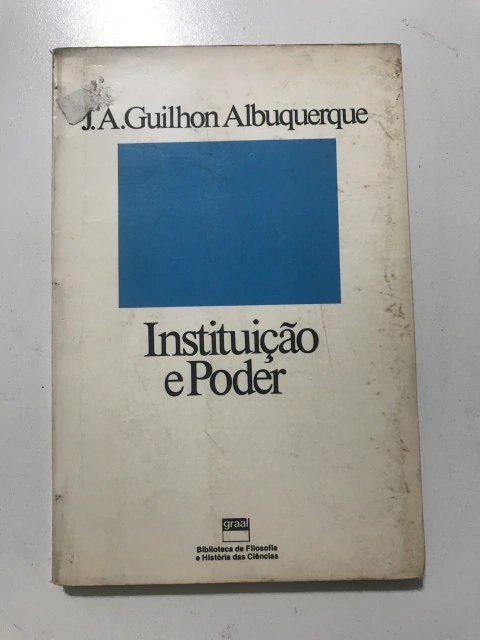 J.A.Guilhon Albuquerque
Instituição
e Poder
graal
Biblioteca de Filosofia
e História das Ciências